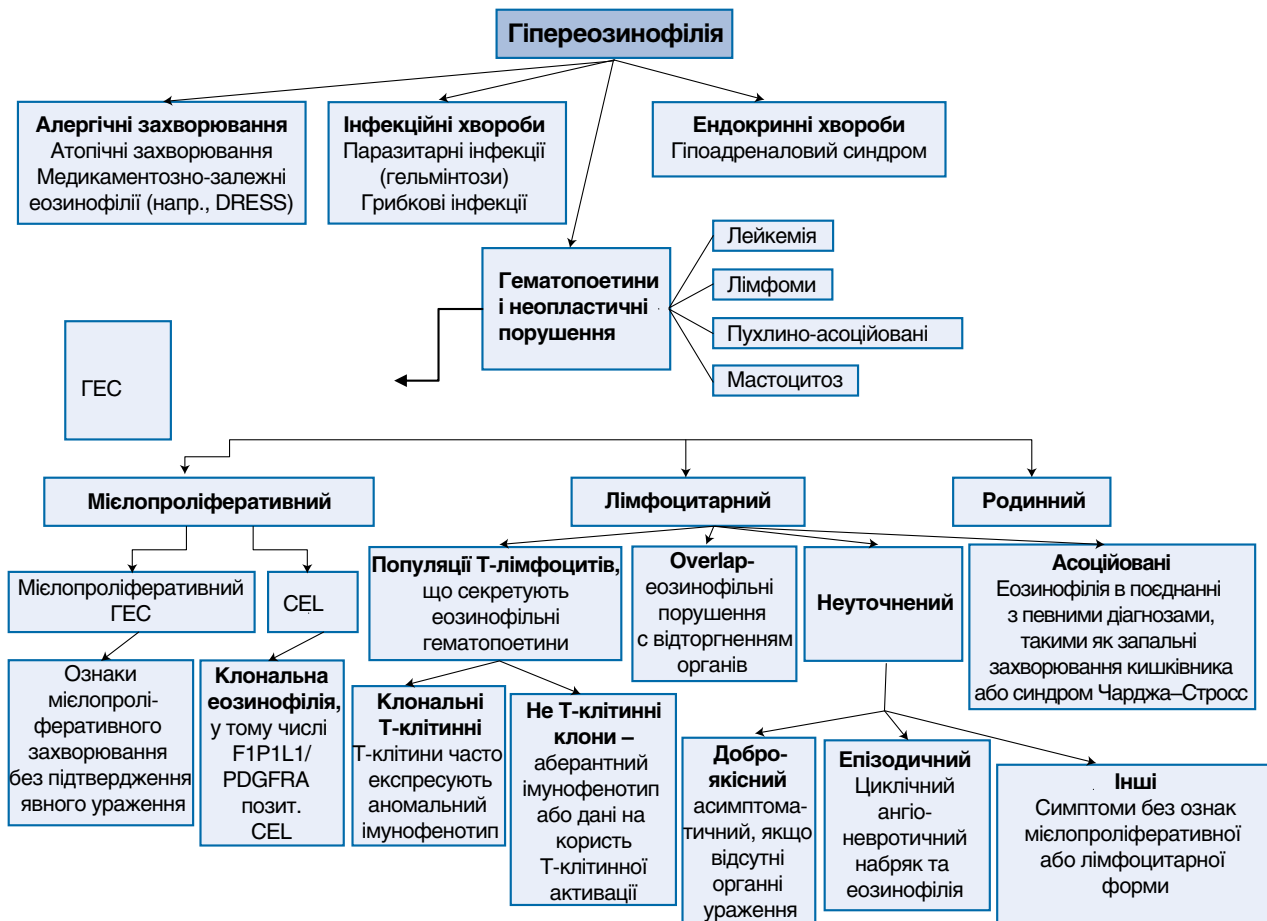 Гіпереозинофілія
Алергічні захворювання
Атопічні захворювання
Медикаментозно-залежні
еозинофілії (напр., DRESS)
Інфекційні хвороби
Паразитарні інфекції
(гельмінтози)
Грибкові інфекції
Ендокринні хвороби
Гіпоадреналовий синдром
Гематопоетини
і неопластичні
порушення
Лейкемія
Лімфоми
Пухлино-асоційовані
Мастоцитоз
ГЕС
Мієлопроліферативний
Лімфоцитарний
Родинний
Мієлопроліферативний
ГЕС
CEL
Популяції Т-лімфоцитів,
що секретують
еозинофільні
гематопоетини
Overlap-
еозинофільні
порушення
с відторгненням
органів
Неуточнений
Асоційовані
Еозинофілія в поєднанні
з певними діагнозами,
такими як запальні
захворювання кишківника
або синдром Чарджа–Стросс
Ознаки
мієлопролі-
феративного
захворювання
без підтвердження
явного ураження
Клональна
еозинофілія,
у тому числі
F1P1L1/
PDGFRA
позит.
CEL
Клональні
Т-клітинні
Т-клітини часто
експресують
аномальний
імунофенотип
Не Т-клітинні
клони –
аберантний
імунофенотип
або дані на
користь
Т-клітинної
активації
Добро-
якісний
асимптома-
тичний, якщо
відсутні
органні
ураження
Епізодичний
Циклічний
ангіо-
невротичний
набряк та
еозинофілія
Інші
Симптоми без ознак
мієлопроліферативної
або лімфоцитарної
форми